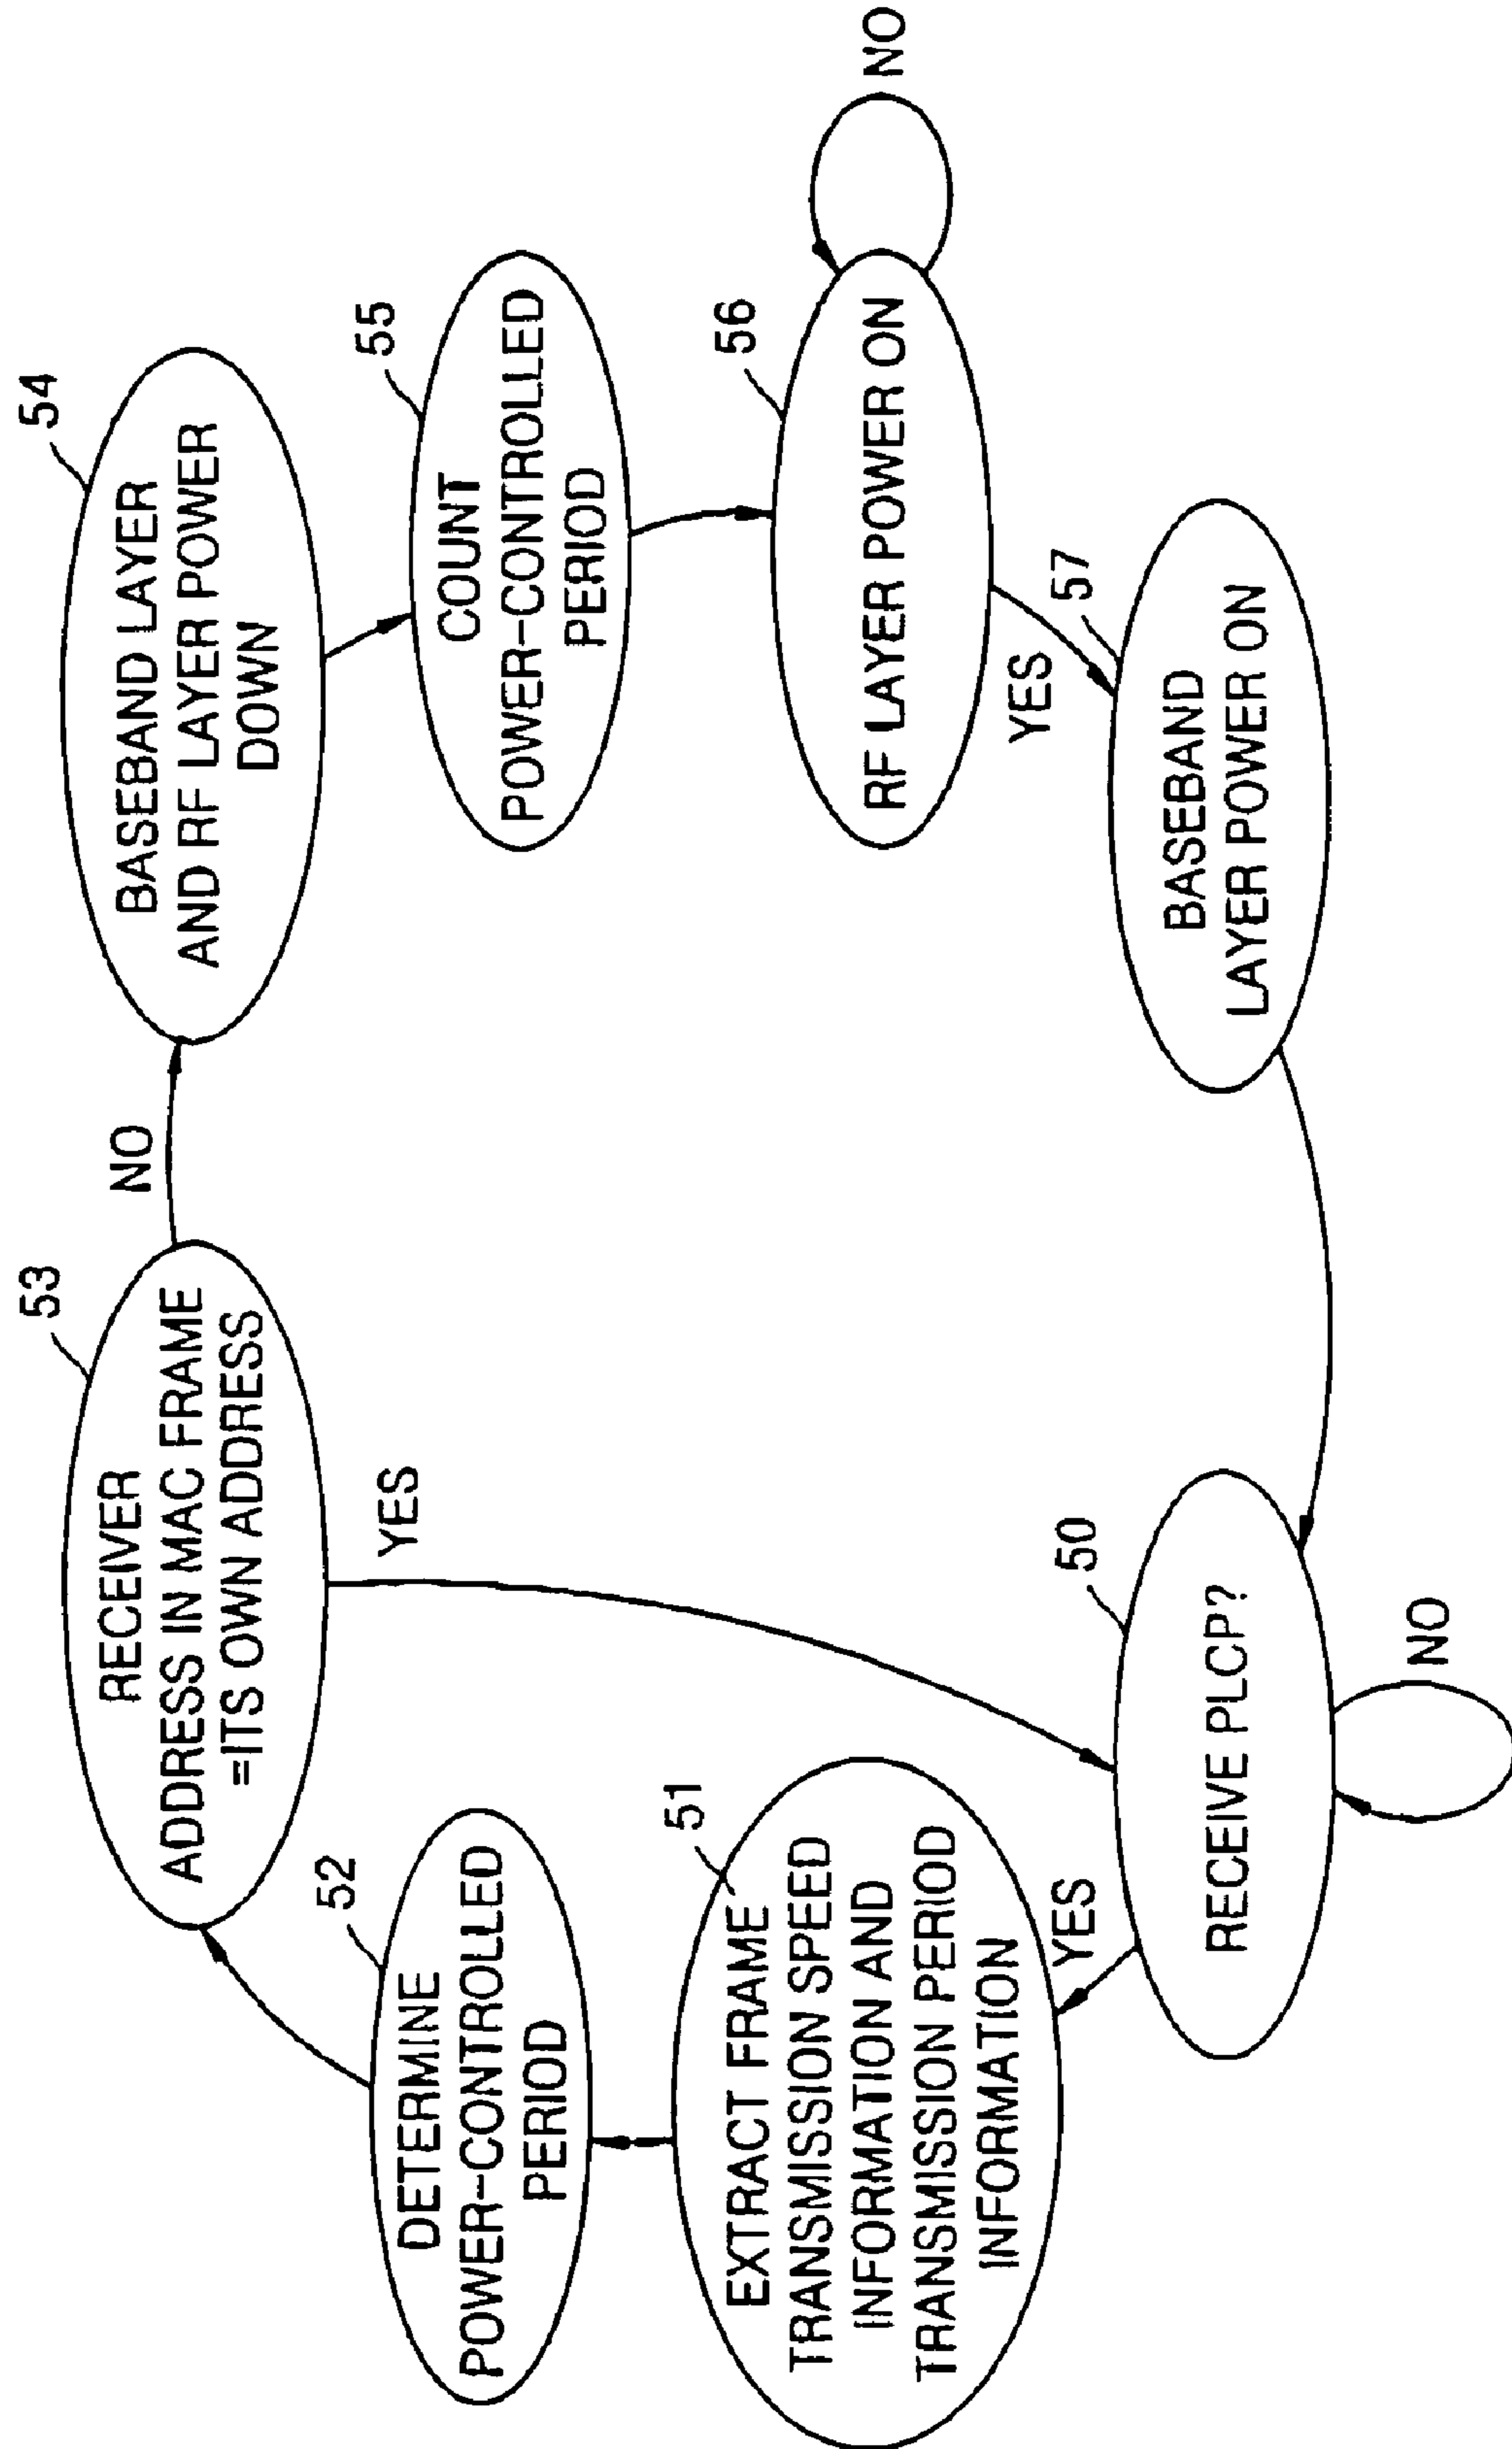 53
RECEIVER
ADDRESS IN MAC FRAME
=ITS OWN ADDRESS
NO
54
BASEBAND LAYER
AND RF LAYER POWER
DOWN
52
DETERMINE
POWER-CONTROLLED
PERIOD
YES
55
COUNT
POWER-CONTROLLED
PERIOD
51
EXTRACT FRAME
TRANSMISSION SPEED
INFORMATION AND
TRANSMISSION PERIOD
INFORMATION
56
RF LAYER POWER ON
NO
YES
50
RECEIVE PLCP?
NO
YES
57
BASEBAND
LAYER POWER ON